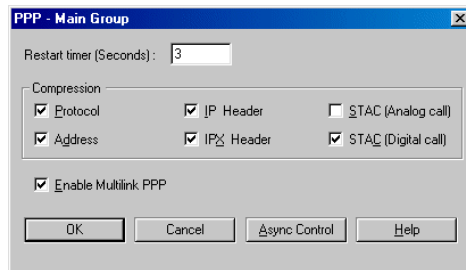 PPP - Main Group
Restart timer (Seconds) : 3
Compression
Protocol IP Header STAC (Analog call)
Address IPX Header STAC (Digital call)
Enable Multilink PPP
OK Cancel Async Control Help